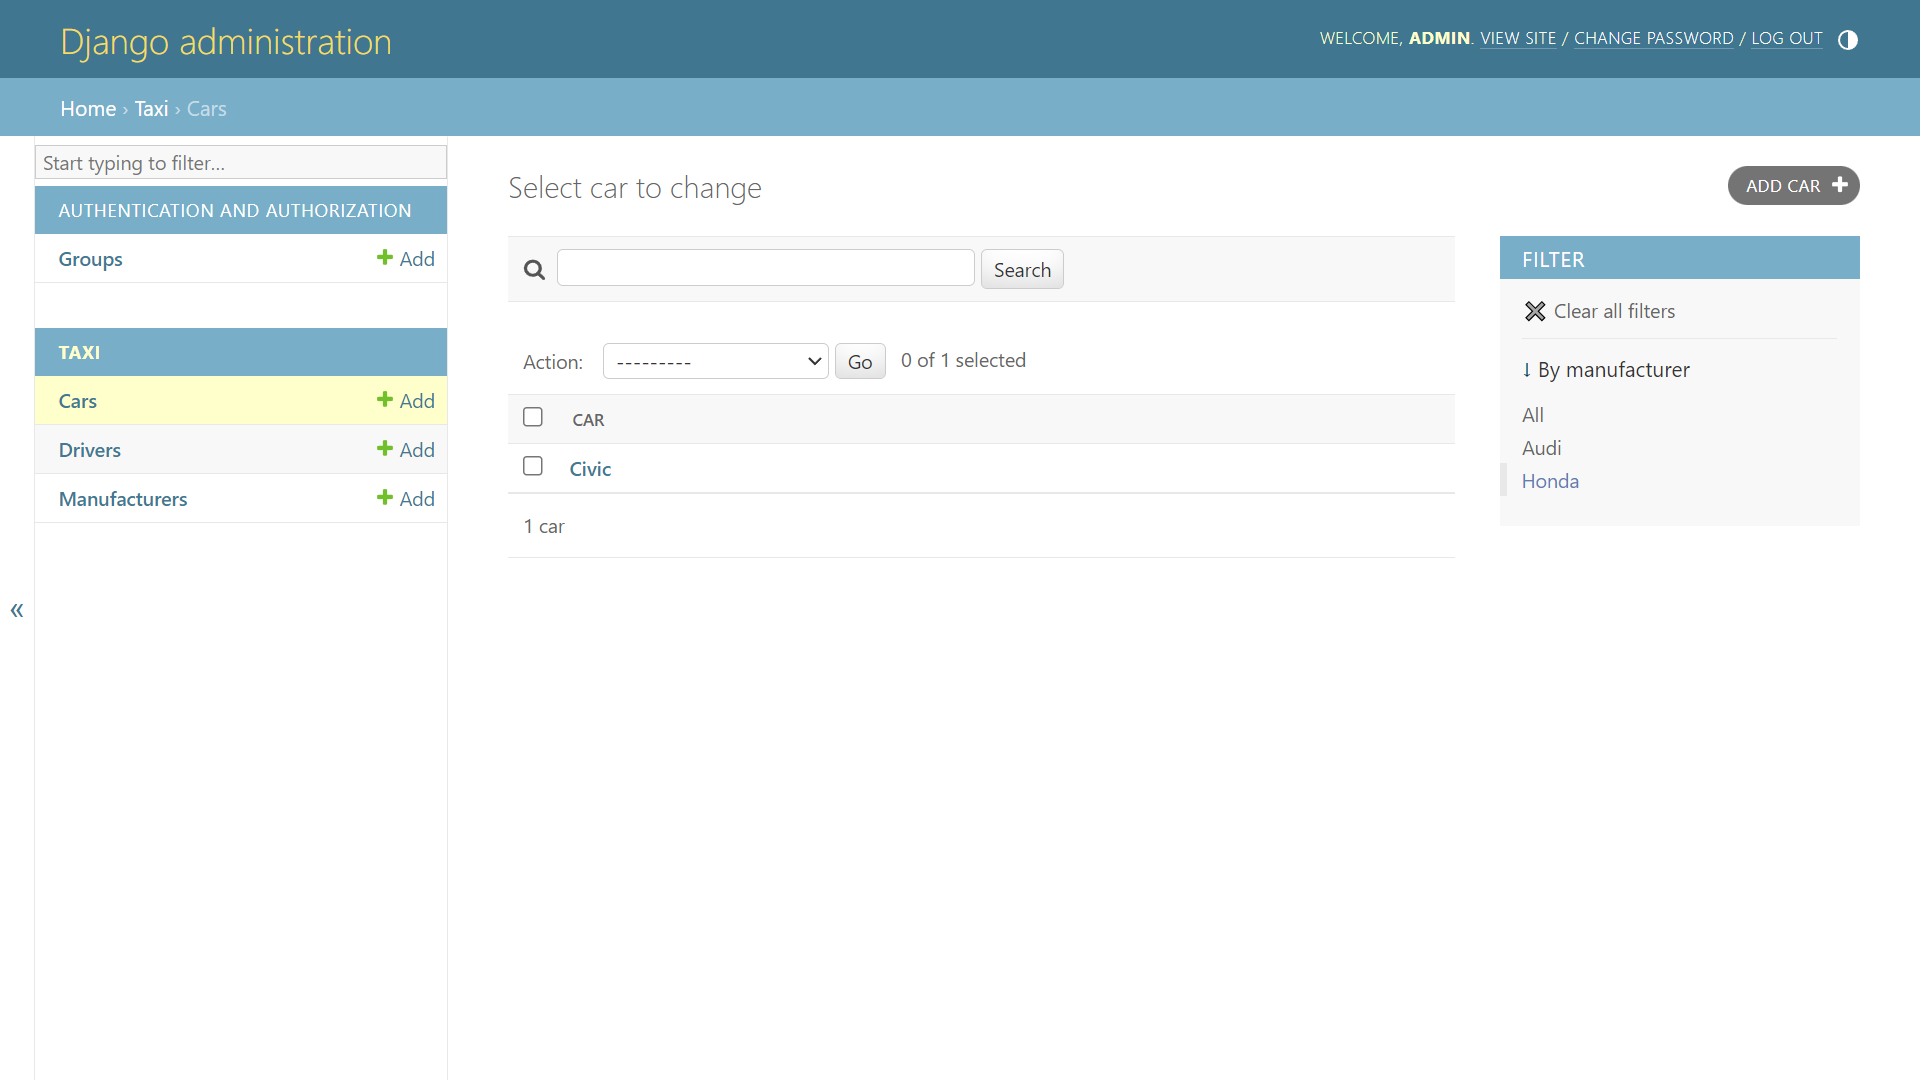 Django administration
WELCOME, ADMIN. VIEW SITE / CHANGE PASSWORD / LOG OUT
Home › Taxi › Cars
Start typing to filter…
AUTHENTICATION AND AUTHORIZATION
Groups Add
TAXI
Cars Add
Drivers Add
Manufacturers Add
«
Select car to change
ADD CAR
Search
Action: --------- Go 0 of 1 selected
CAR
Civic
1 car
FILTER
Clear all filters
↓ By manufacturer
All
Audi
Honda